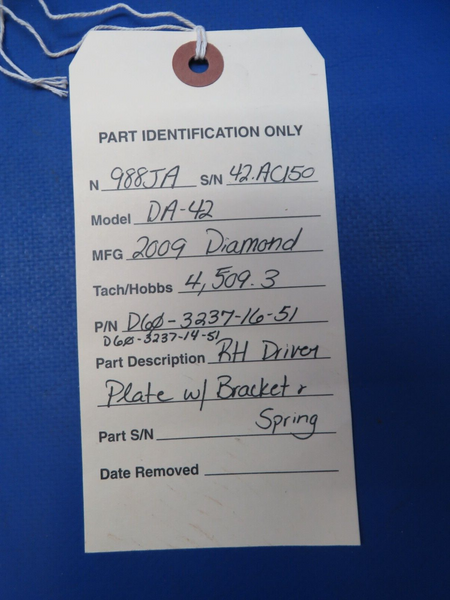 PART IDENTIFICATION ONLY
N 988JA S/N 42.AC150
Model DA-42
MFG 2009 Diamond
Tach/Hobbs 4,509.3
P/N D60-3237-16-51
D60-3237-14-51
Part Description RH Driver
Plate w/ Bracket +
Spring
Part S/N
Date Removed